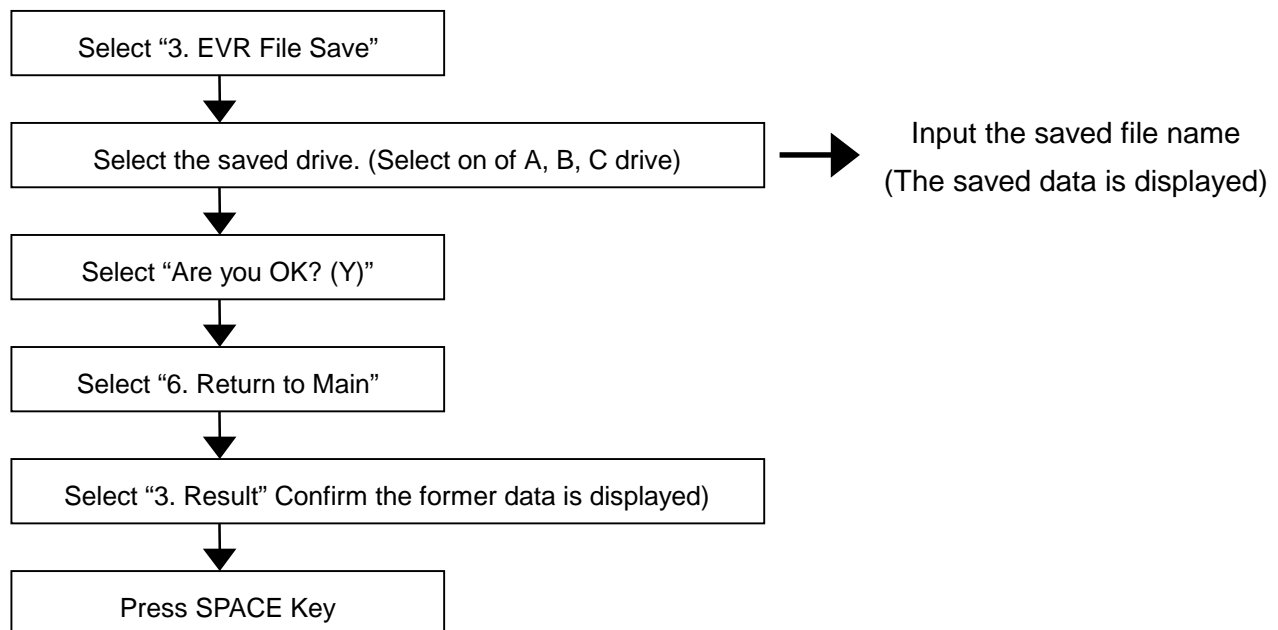 Select “3. EVR File Save”
Select the saved drive. (Select on of A, B, C drive)
Input the saved file name
(The saved data is displayed)
Select “Are you OK? (Y)”
Select “6. Return to Main”
Select “3. Result” Confirm the former data is displayed)
Press SPACE Key